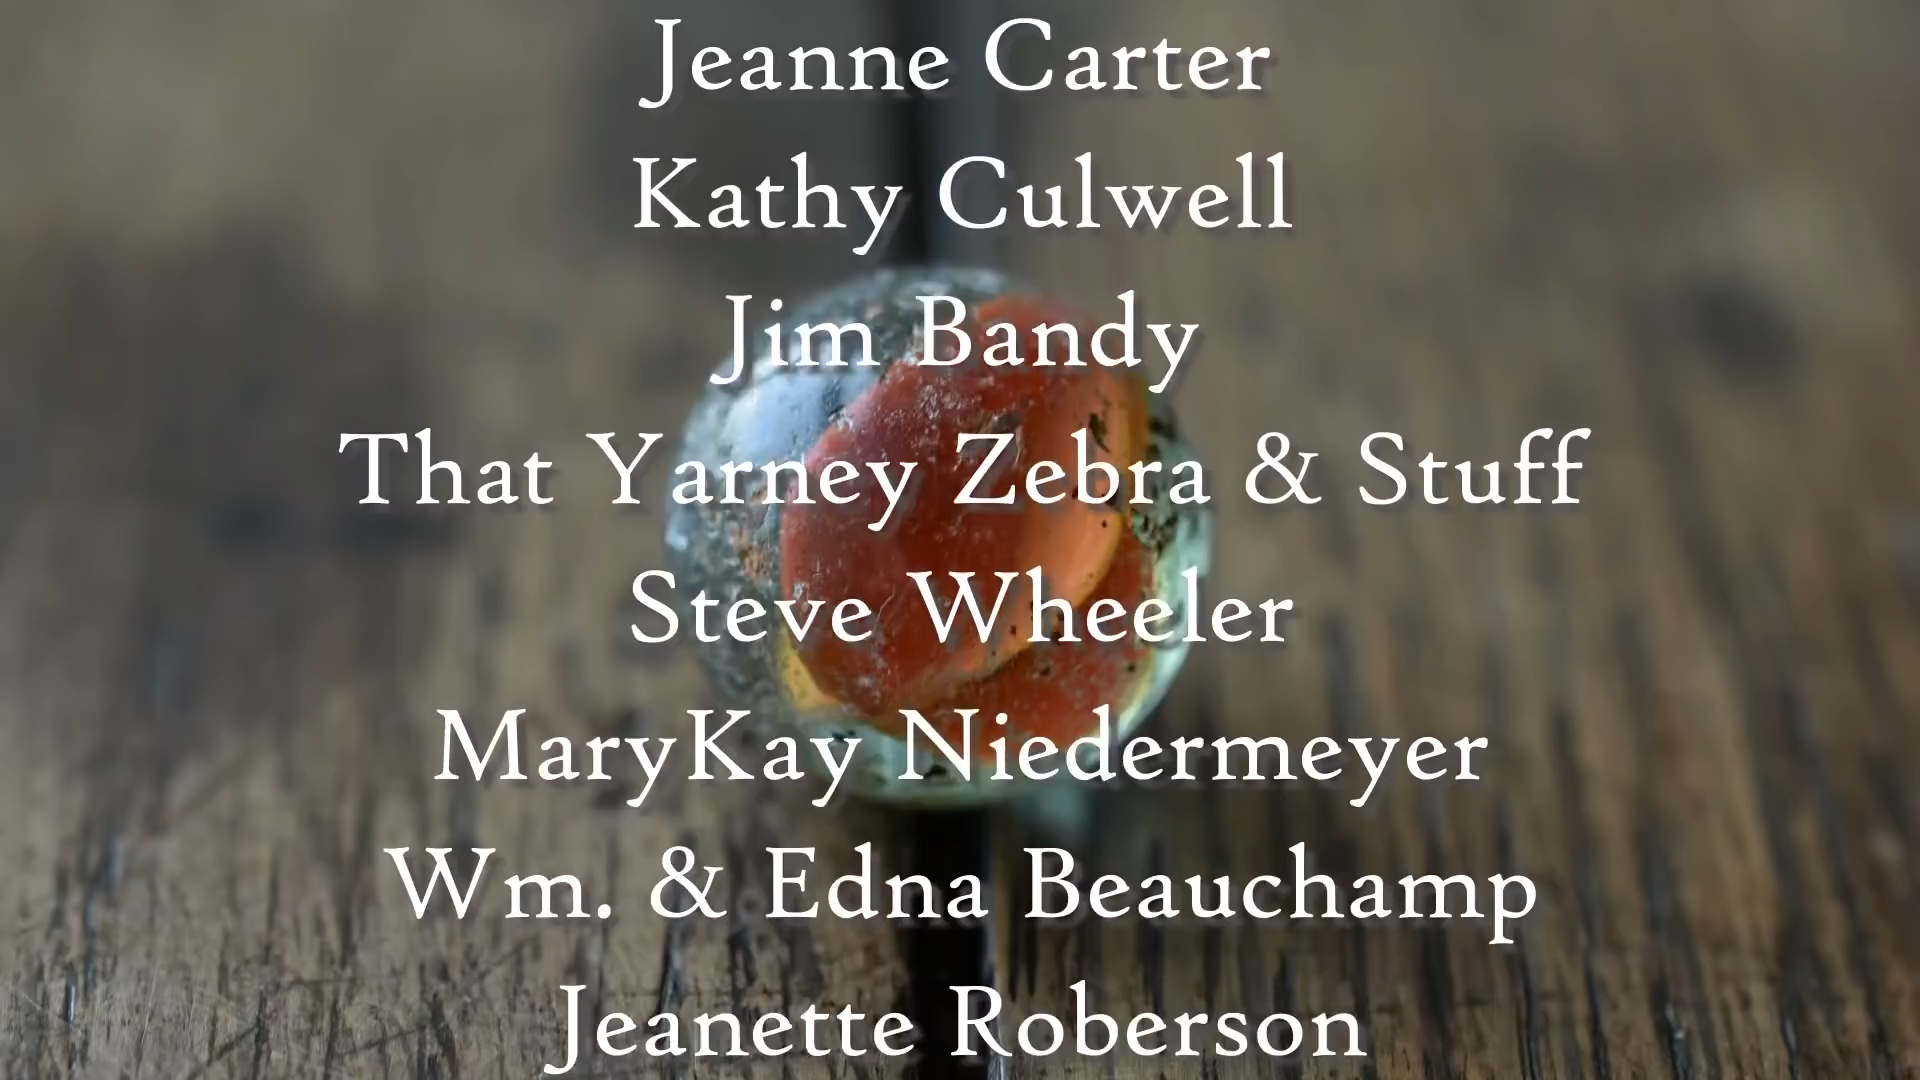 Jeanne Carter
Kathy Culwell
Jim Bandy
That Yarney Zebra & Stuff
Steve Wheeler
MaryKay Niedermeyer
Wm. & Edna Beauchamp
Jeanette Roberson